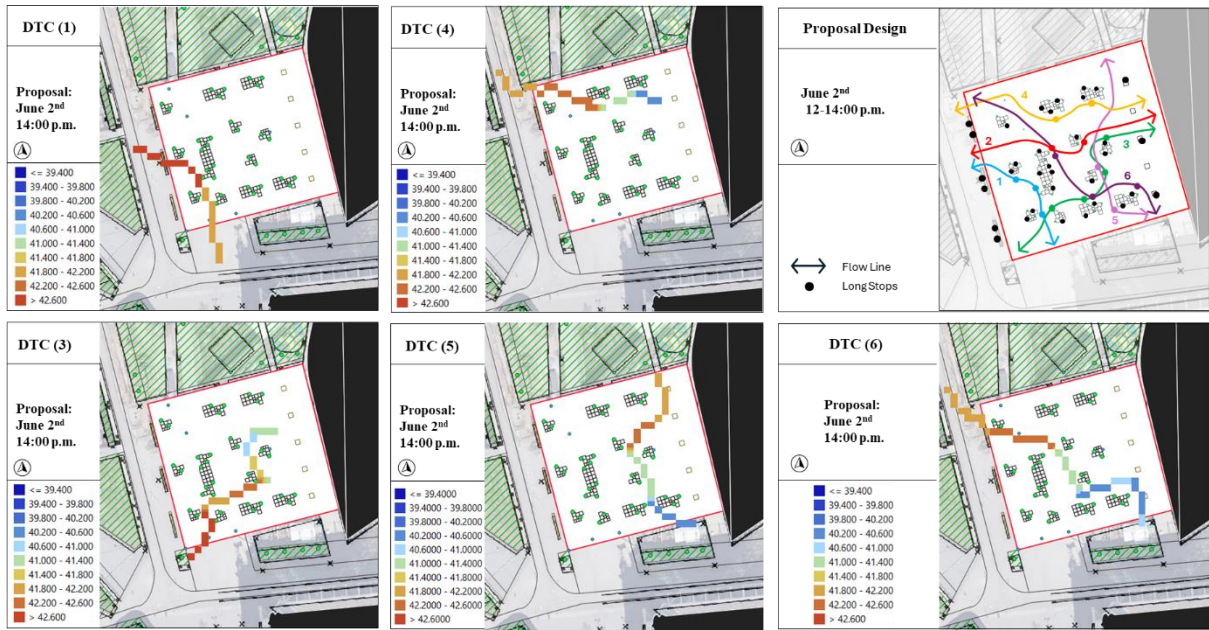 DTC (1)
Proposal:
June 2nd
14:00 p.m.
<= 39.400
39.400 - 39.800
39.800 - 40.200
40.200 - 40.600
40.600 - 41.000
41.000 - 41.400
41.400 - 41.800
41.800 - 42.200
42.200 - 42.600
> 42.600
DTC (4)
Proposal:
June 2nd
14:00 p.m.
<= 39.400
39.400 - 39.800
39.800 - 40.200
40.200 - 40.600
40.600 - 41.000
41.000 - 41.400
41.400 - 41.800
41.800 - 42.200
42.200 - 42.600
> 42.600
Proposal Design
June 2nd
12-14:00 p.m.
Flow Line
Long Stops
4
2
3
1
6
5
DTC (3)
Proposal:
June 2nd
14:00 p.m.
<= 39.400
39.400 - 39.800
39.800 - 40.200
40.200 - 40.600
40.600 - 41.000
41.000 - 41.400
41.400 - 41.800
41.800 - 42.200
42.200 - 42.600
> 42.600
DTC (5)
Proposal:
June 2nd
14:00 p.m.
<= 39.4000
39.4000 - 39.8000
39.8000 - 40.2000
40.2000 - 40.6000
40.6000 - 41.0000
41.0000 - 41.4000
41.4000 - 41.8000
41.8000 - 42.2000
42.2000 - 42.6000
> 42.6000
DTC (6)
Proposal:
June 2nd
14:00 p.m.
<= 39.400
39.400 - 39.800
39.800 - 40.200
40.200 - 40.600
40.600 - 41.000
41.000 - 41.400
41.400 - 41.800
41.800 - 42.200
42.200 - 42.600
> 42.600